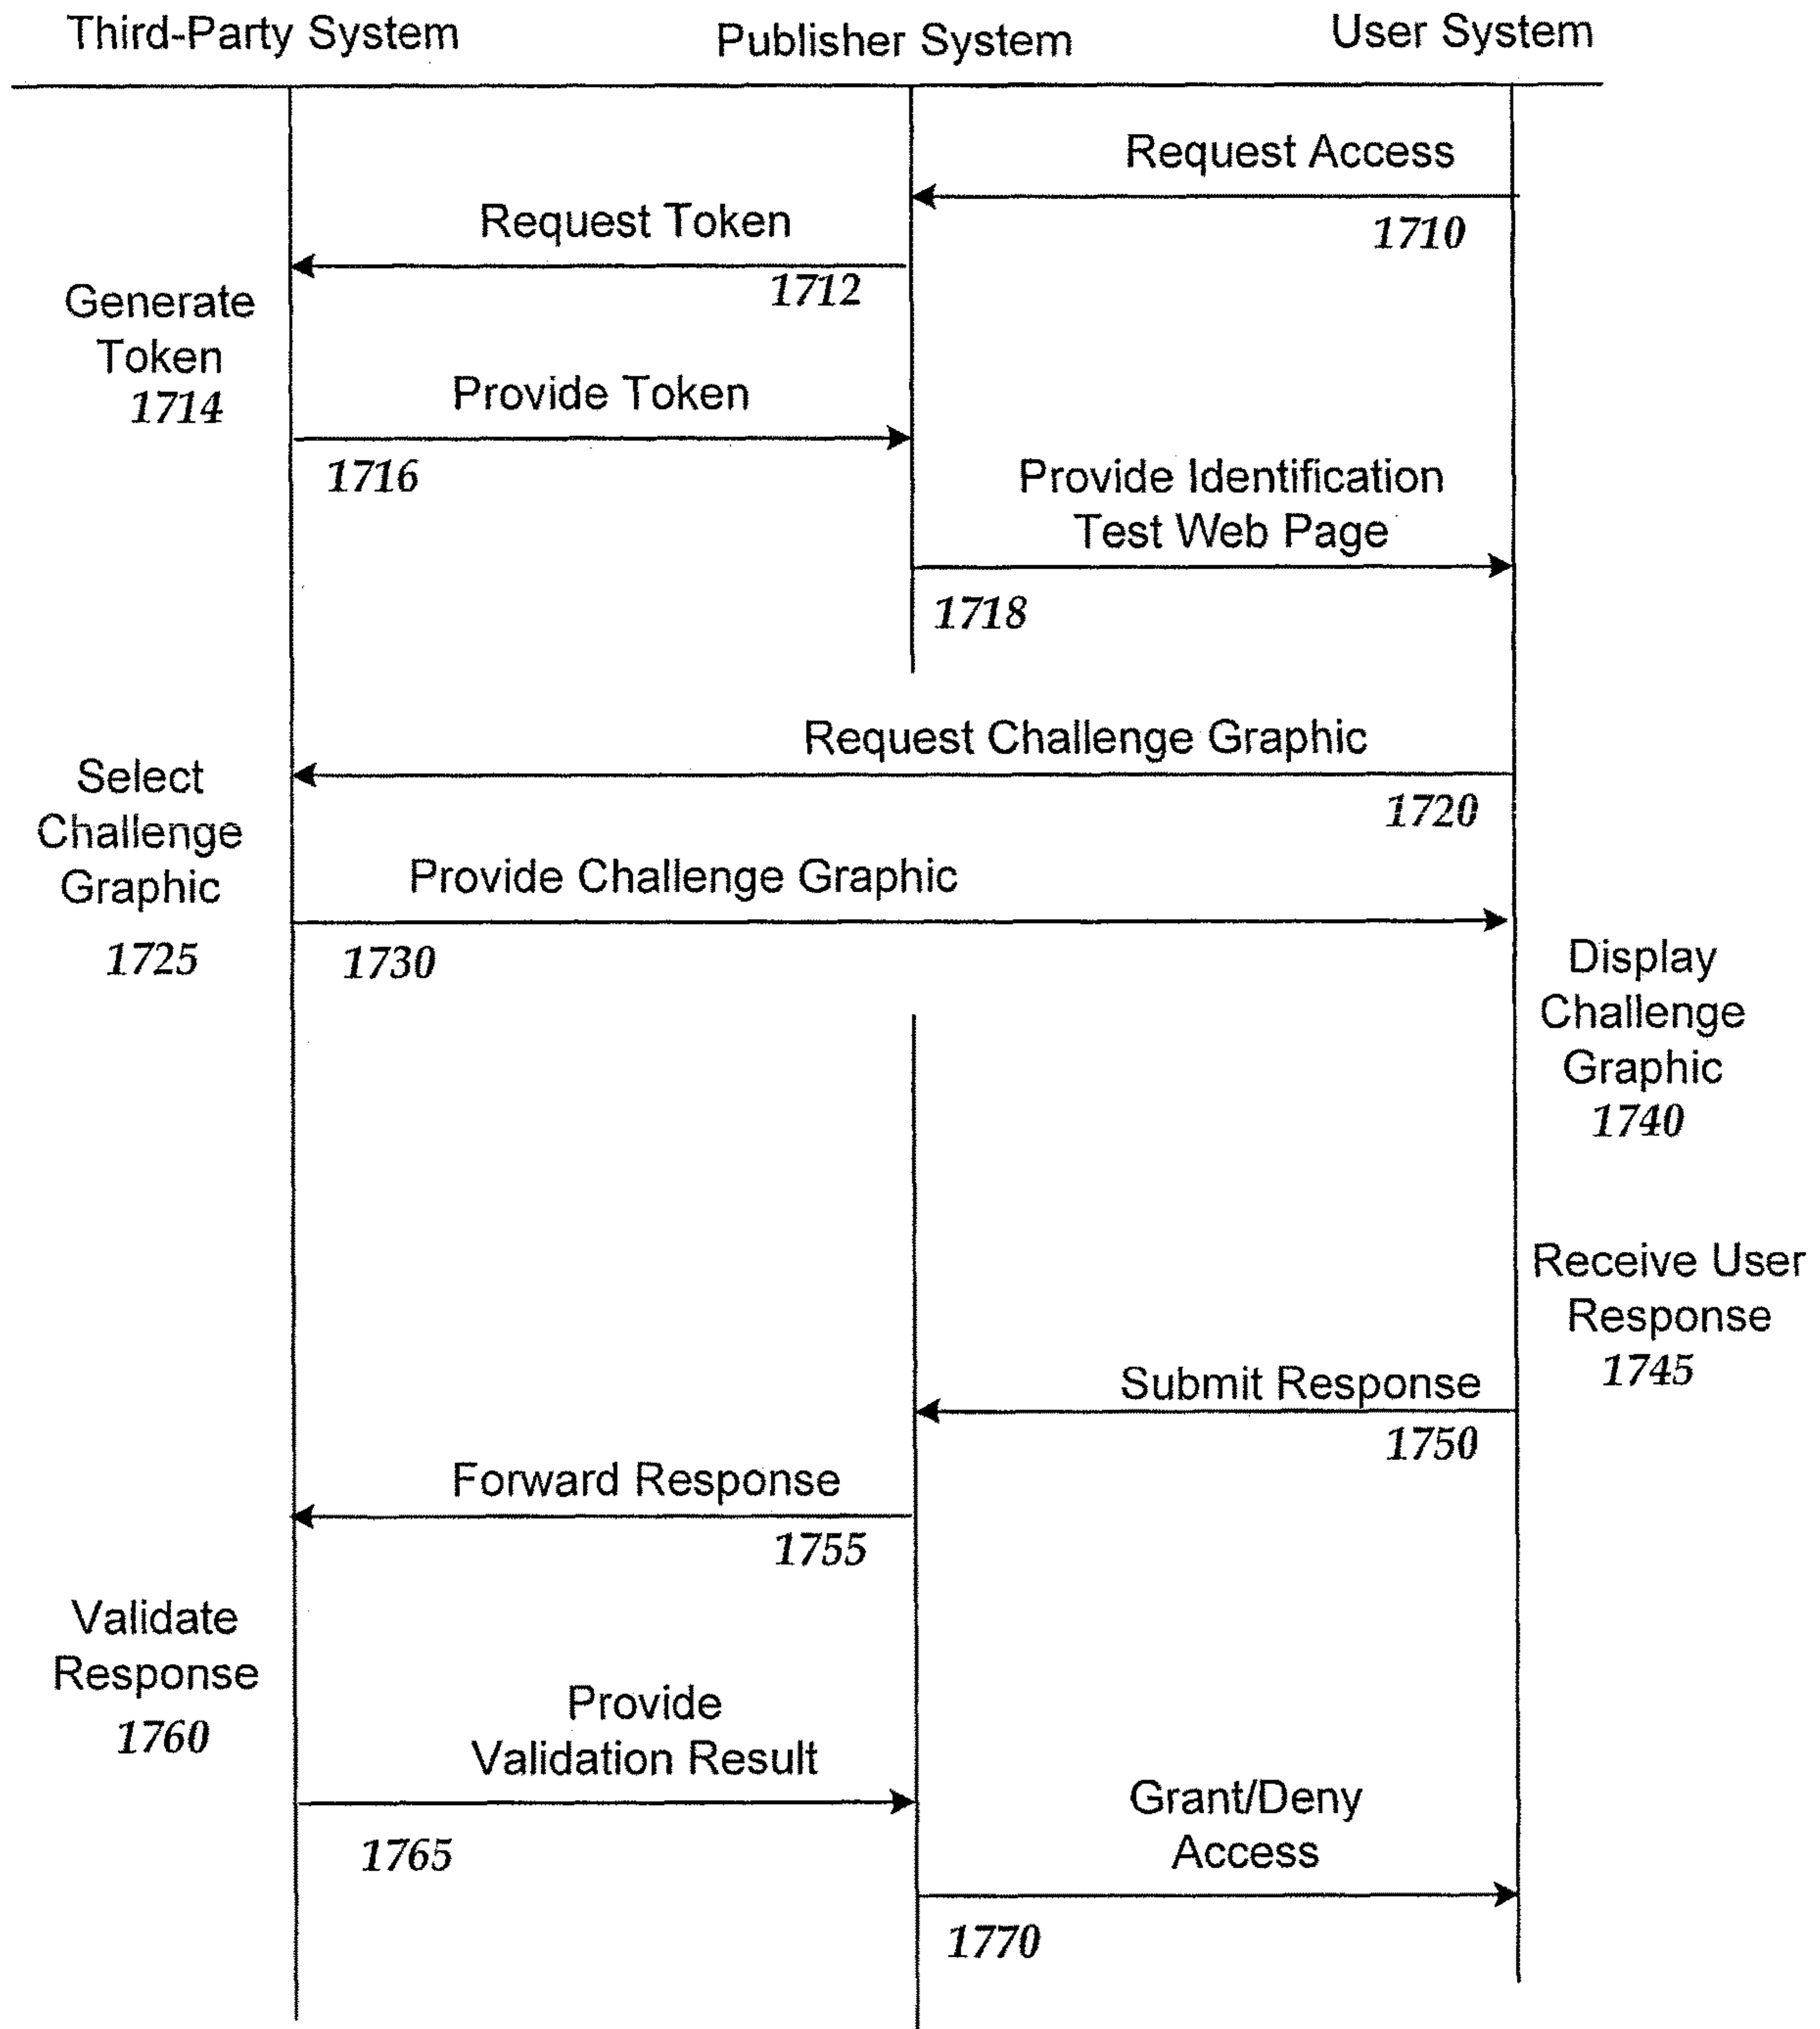 Third-Party System
Publisher System
User System
Request Access
1710
Request Token
1712
Generate
Token
1714
Provide Token
1716
Provide Identification
Test Web Page
1718
Request Challenge Graphic
1720
Select
Challenge
Graphic
1725
Provide Challenge Graphic
1730
Display
Challenge
Graphic
1740
Receive User
Response
1745
Submit Response
1750
Forward Response
1755
Validate
Response
1760
Provide
Validation Result
1765
Grant/Deny
Access
1770